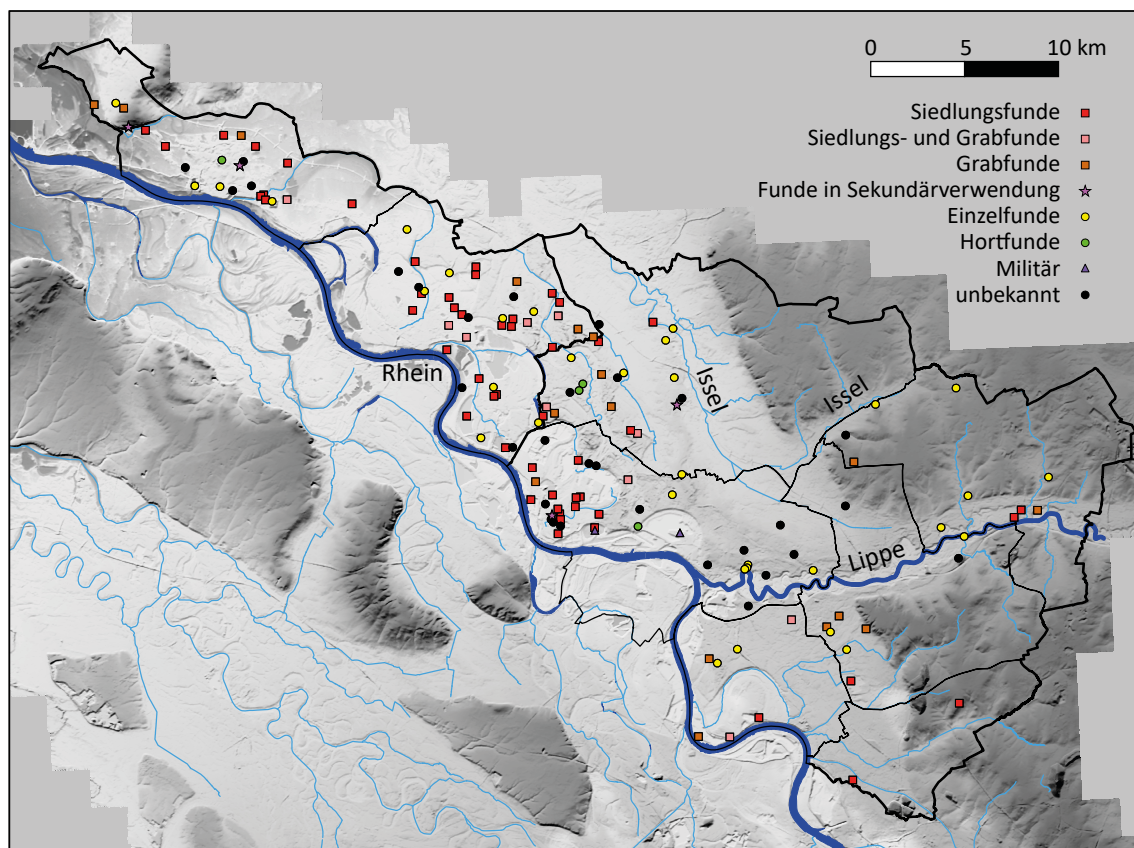 0 5 10 km
Siedlungsfunde
Siedlungs- und Grabfunde
Grabfunde
Funde in Sekundärverwendung
Einzelfunde
Hortfunde
Militär
unbekannt
Rhein
Issel
Issel
Lippe